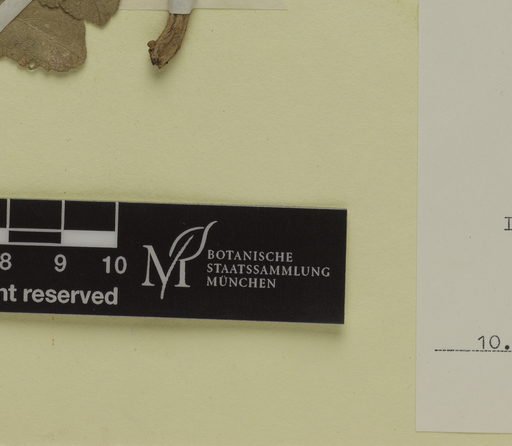 8 9 10
nt reserved
BOTANISCHE
STAATSSAMMLUNG
MÜNCHEN
10.